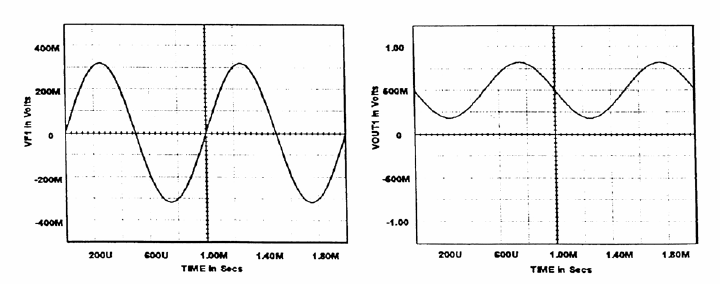 400M
200M
0
-200M
-400M
VF1 in Volts
200U 600U 1.00M 1.40M 1.80M
TIME in Secs
1.00
500M
0
-500M
-1.00
VOUT1 in Volts
200U 600U 1.00M 1.40M 1.80M
TIME in Secs